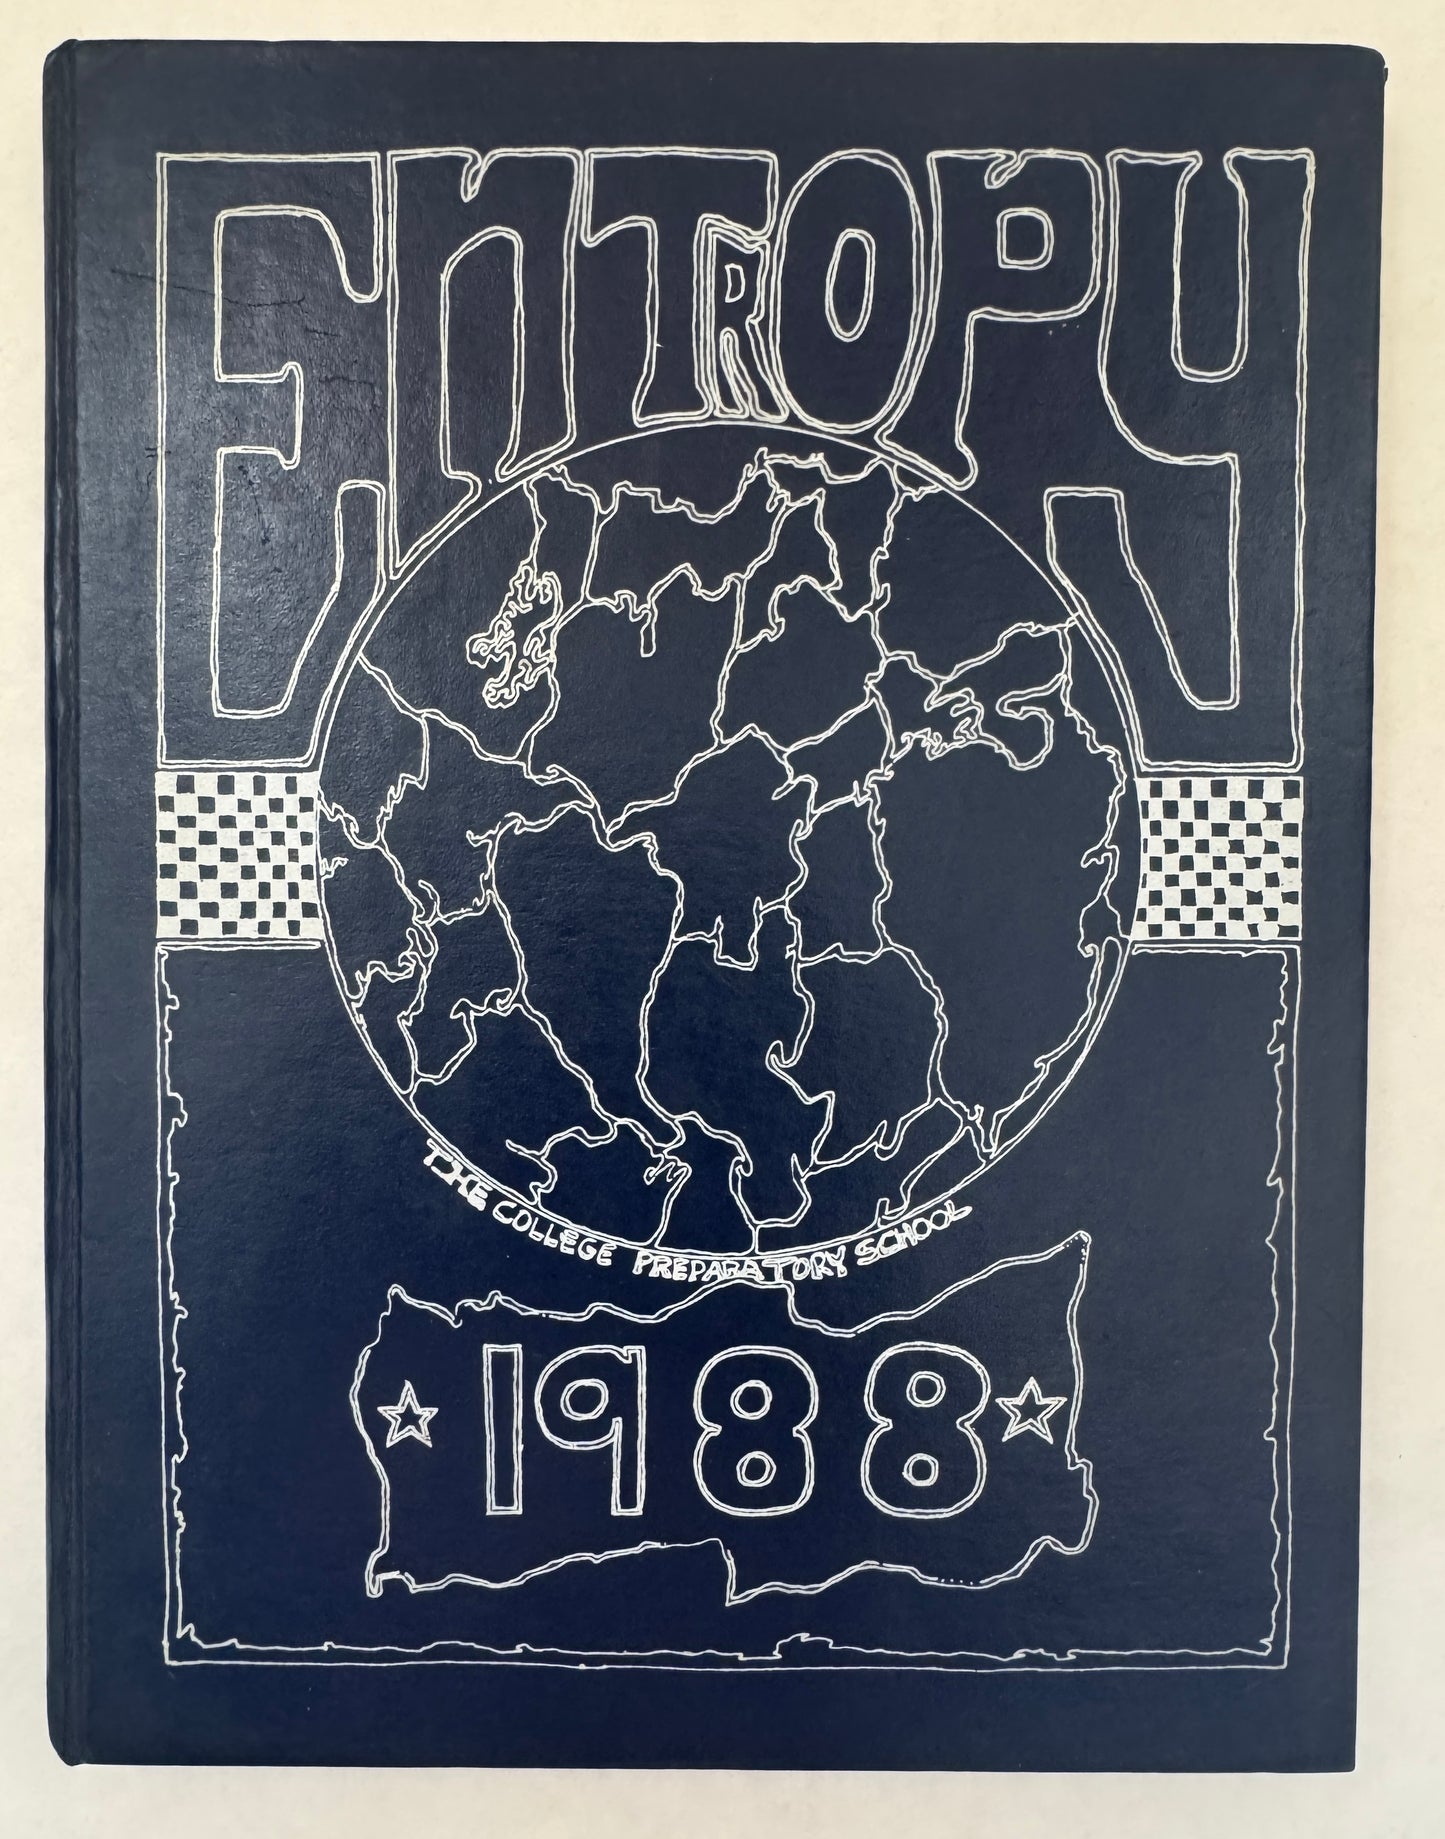 ENTROPY
THE COLLEGE PREPARATORY SCHOOL
1988